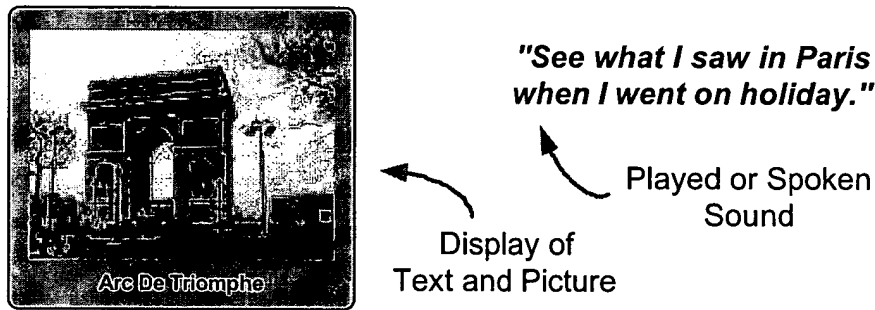 "See what I saw in Paris
when I went on holiday."
Played or Spoken
Sound
Display of
Text and Picture
Arc De Triomphe